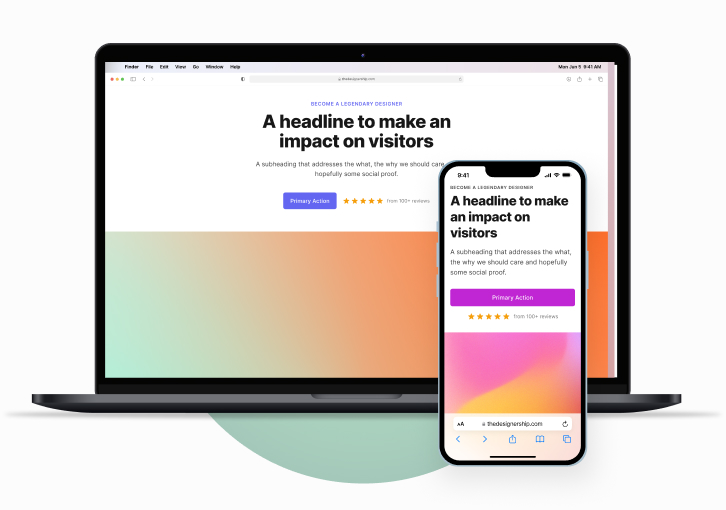 Finder File Edit View Go Window Help
Mon Jun 5 9:41 AM
thedesignership.com
BECOME A LEGENDARY DESIGNER
A headline to make an
impact on visitors
A subheading that addresses the what, the why we should care
hopefully some social proof.
Primary Action
from 100+ reviews
9:41
BECOME A LEGENDARY DESIGNER
A headline to make
an impact on
visitors
A subheading that addresses the what,
the why we should care and hopefully
some social proof.
Primary Action
from 100+ reviews
AA thedesignership.com